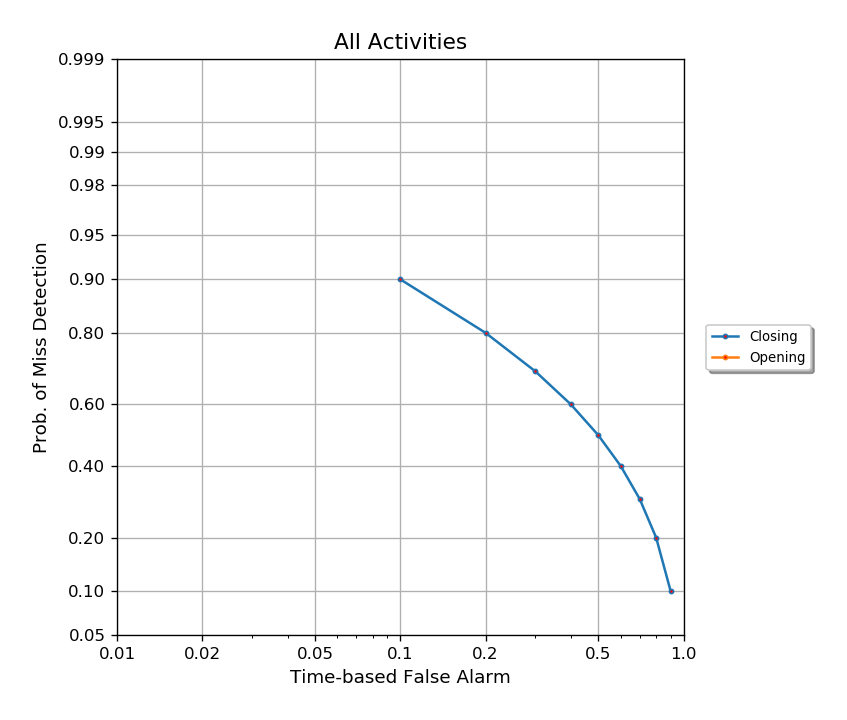 All Activities
0.999
0.995
0.99
0.98
0.95
0.90
0.80
0.60
0.40
0.20
0.10
0.05
Prob. of Miss Detection
0.01 0.02 0.05 0.1 0.2 0.5 1.0
Time-based False Alarm
Closing
Opening